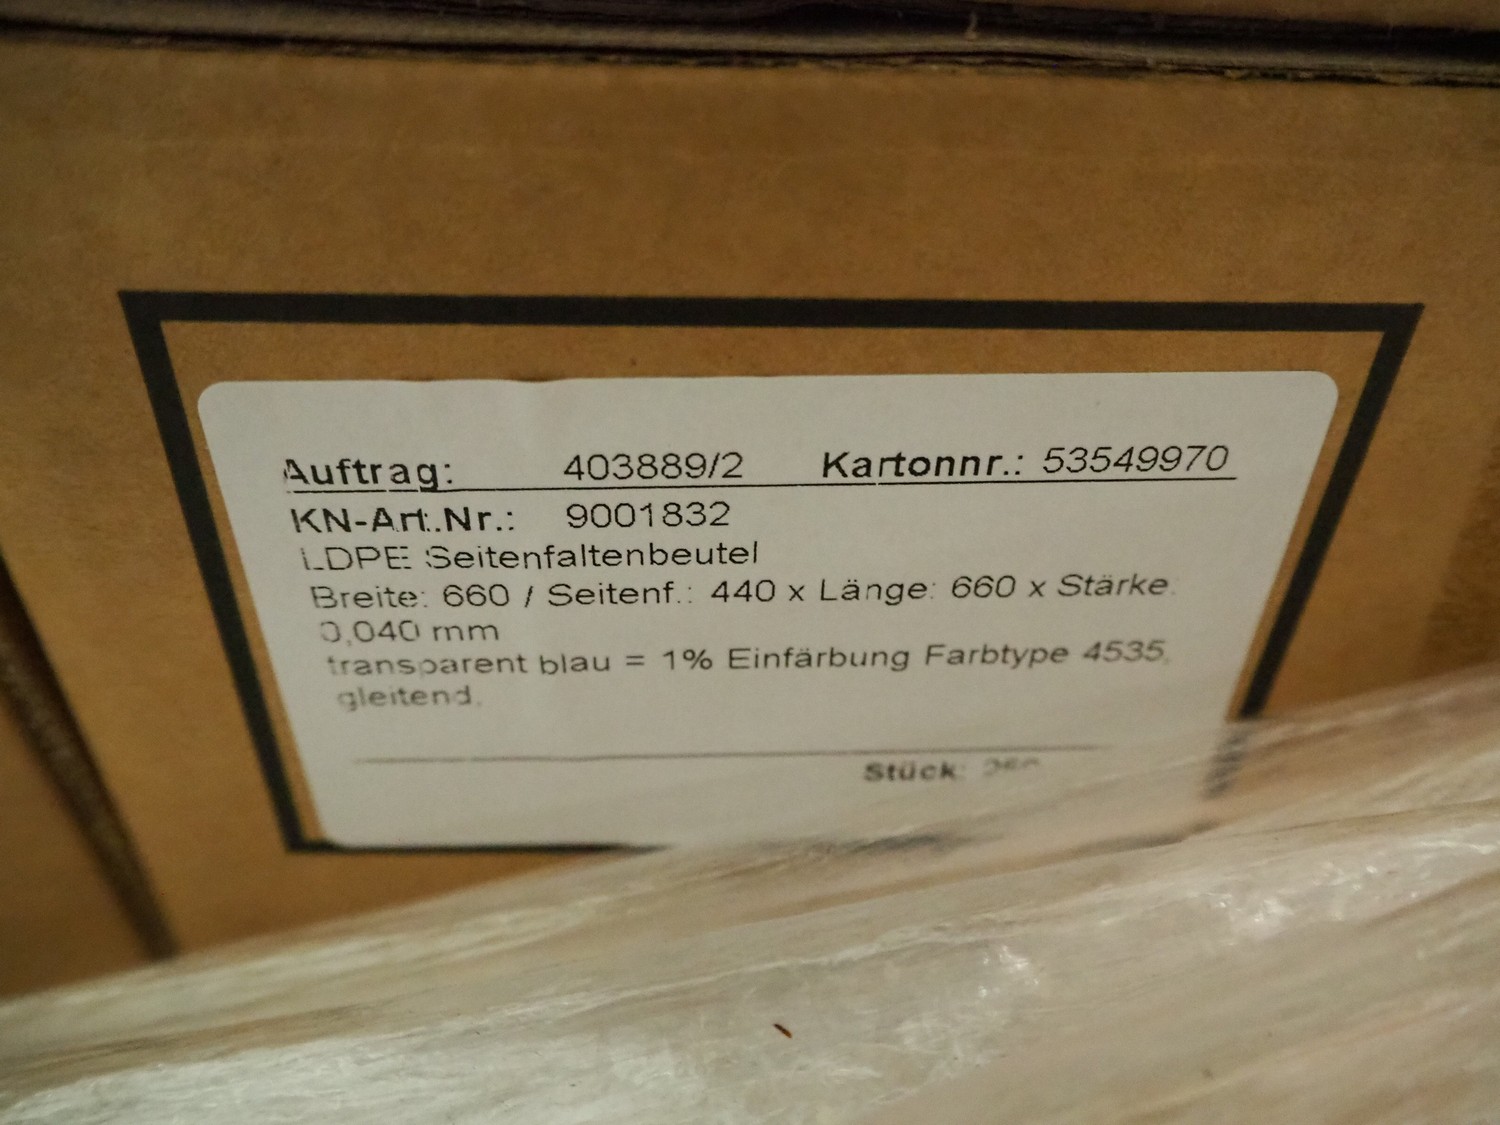 Auftrag: 403889/2 Kartonnr.: 53549970
KN-Art.Nr.: 9001832
LDPE Seitenfaltenbeutel
Breite: 660 / Seitenf.: 440 x Länge: 660 x Stärke:
0,040 mm
transparent blau = 1% Einfärbung Farbtype 4535,
gleitend.
Stück: